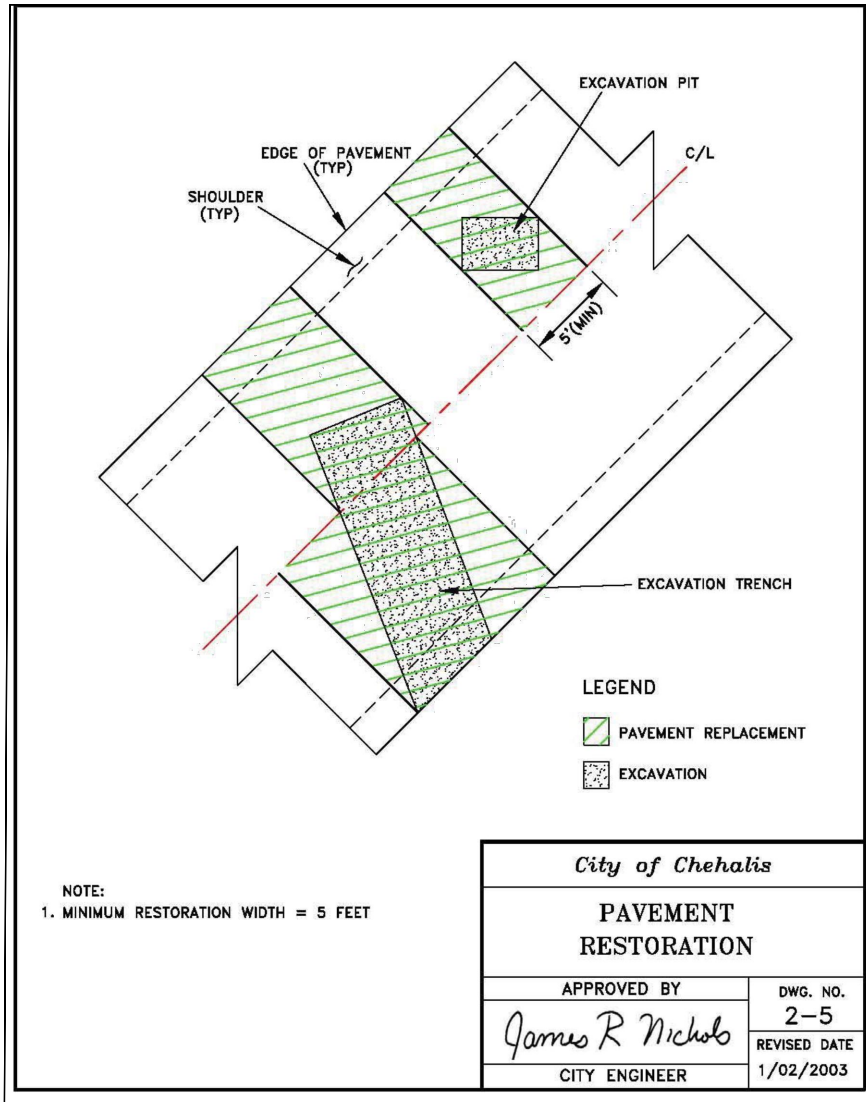 EXCAVATION PIT
C/L
EDGE OF PAVEMENT
(TYP)
SHOULDER
(TYP)
5'(MIN)
EXCAVATION TRENCH
LEGEND
PAVEMENT REPLACEMENT
EXCAVATION
NOTE:
1. MINIMUM RESTORATION WIDTH = 5 FEET
City of Chehalis
PAVEMENT
RESTORATION
APPROVED BY
James R Nichols
CITY ENGINEER
DWG. NO.
2-5
REVISED DATE
1/02/2003